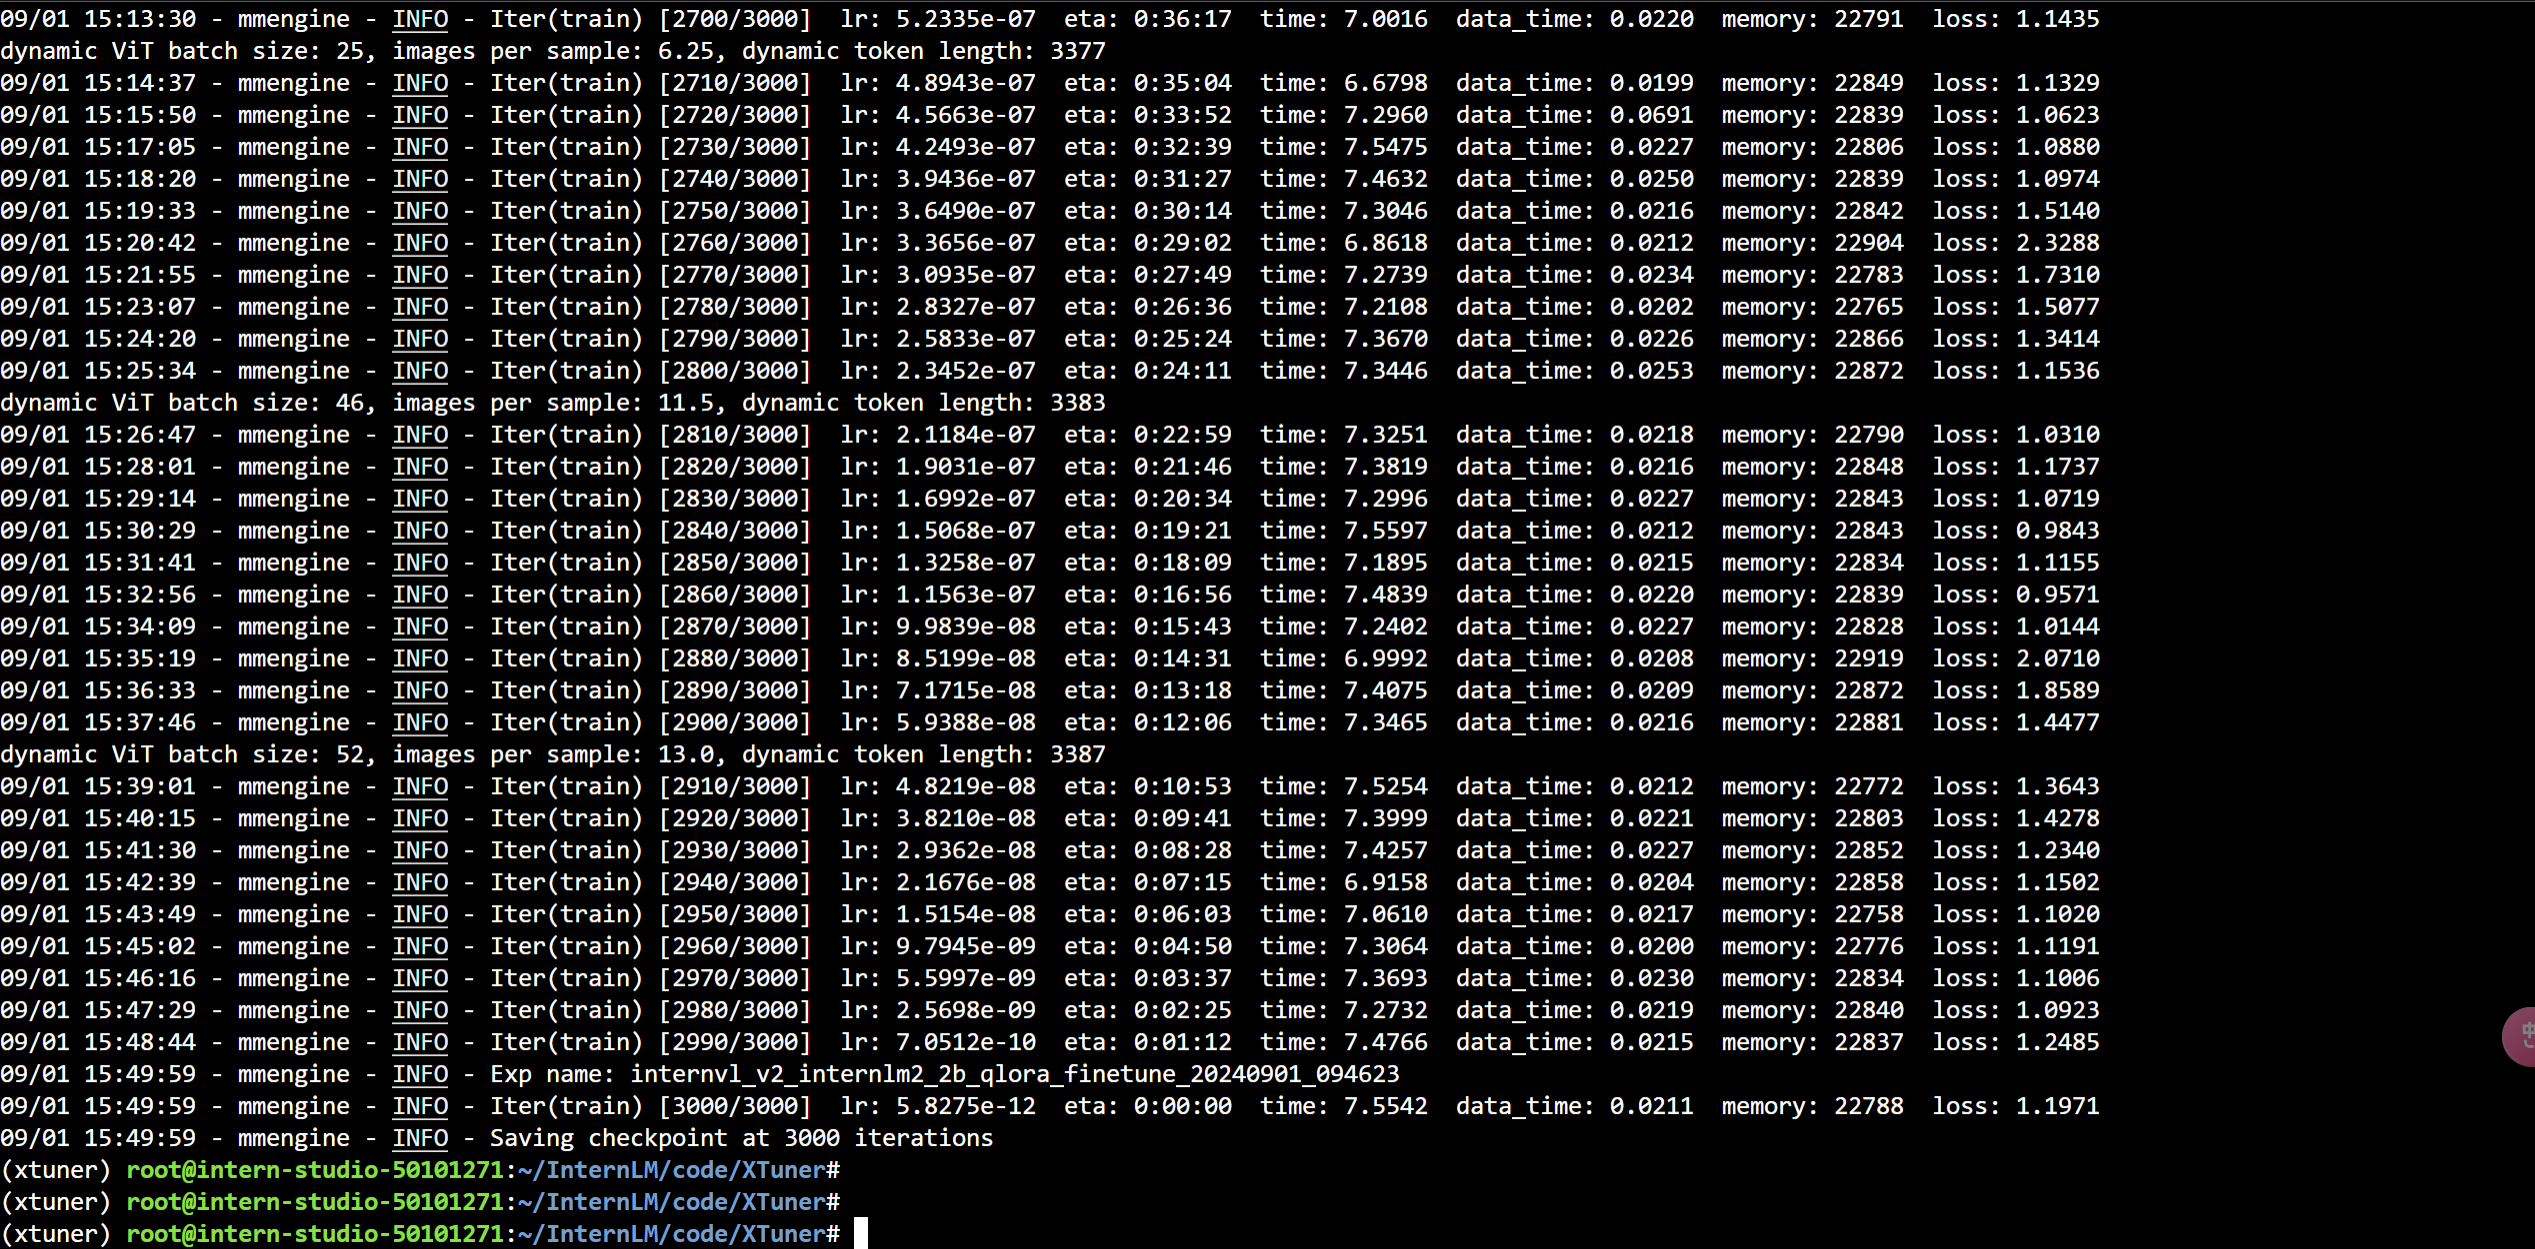 09/01 15:13:30 - mmengine - INFO - Iter(train) [2700/3000]  lr: 5.2335e-07  eta: 0:36:17  time: 7.0016  data_time: 0.0220  memory: 22791  loss: 1.1435
dynamic ViT batch size: 25, images per sample: 6.25, dynamic token length: 3377
09/01 15:14:37 - mmengine - INFO - Iter(train) [2710/3000]  lr: 4.8943e-07  eta: 0:35:04  time: 6.6798  data_time: 0.0199  memory: 22849  loss: 1.1329
09/01 15:15:50 - mmengine - INFO - Iter(train) [2720/3000]  lr: 4.5663e-07  eta: 0:33:52  time: 7.2960  data_time: 0.0691  memory: 22839  loss: 1.0623
09/01 15:17:05 - mmengine - INFO - Iter(train) [2730/3000]  lr: 4.2493e-07  eta: 0:32:39  time: 7.5475  data_time: 0.0227  memory: 22806  loss: 1.0880
09/01 15:18:20 - mmengine - INFO - Iter(train) [2740/3000]  lr: 3.9436e-07  eta: 0:31:27  time: 7.4632  data_time: 0.0250  memory: 22839  loss: 1.0974
09/01 15:19:33 - mmengine - INFO - Iter(train) [2750/3000]  lr: 3.6490e-07  eta: 0:30:14  time: 7.3046  data_time: 0.0216  memory: 22842  loss: 1.5140
09/01 15:20:42 - mmengine - INFO - Iter(train) [2760/3000]  lr: 3.3656e-07  eta: 0:29:02  time: 6.8618  data_time: 0.0212  memory: 22904  loss: 2.3288
09/01 15:21:55 - mmengine - INFO - Iter(train) [2770/3000]  lr: 3.0935e-07  eta: 0:27:49  time: 7.2739  data_time: 0.0234  memory: 22783  loss: 1.7310
09/01 15:23:07 - mmengine - INFO - Iter(train) [2780/3000]  lr: 2.8327e-07  eta: 0:26:36  time: 7.2108  data_time: 0.0202  memory: 22765  loss: 1.5077
09/01 15:24:20 - mmengine - INFO - Iter(train) [2790/3000]  lr: 2.5833e-07  eta: 0:25:24  time: 7.3670  data_time: 0.0226  memory: 22866  loss: 1.3414
09/01 15:25:34 - mmengine - INFO - Iter(train) [2800/3000]  lr: 2.3452e-07  eta: 0:24:11  time: 7.3446  data_time: 0.0253  memory: 22872  loss: 1.1536
dynamic ViT batch size: 46, images per sample: 11.5, dynamic token length: 3383
09/01 15:26:47 - mmengine - INFO - Iter(train) [2810/3000]  lr: 2.1184e-07  eta: 0:22:59  time: 7.3251  data_time: 0.0218  memory: 22790  loss: 1.0310
09/01 15:28:01 - mmengine - INFO - Iter(train) [2820/3000]  lr: 1.9031e-07  eta: 0:21:46  time: 7.3819  data_time: 0.0216  memory: 22848  loss: 1.1737
09/01 15:29:14 - mmengine - INFO - Iter(train) [2830/3000]  lr: 1.6992e-07  eta: 0:20:34  time: 7.2996  data_time: 0.0227  memory: 22843  loss: 1.0719
09/01 15:30:29 - mmengine - INFO - Iter(train) [2840/3000]  lr: 1.5068e-07  eta: 0:19:21  time: 7.5597  data_time: 0.0212  memory: 22843  loss: 0.9843
09/01 15:31:41 - mmengine - INFO - Iter(train) [2850/3000]  lr: 1.3258e-07  eta: 0:18:09  time: 7.1895  data_time: 0.0215  memory: 22834  loss: 1.1155
09/01 15:32:56 - mmengine - INFO - Iter(train) [2860/3000]  lr: 1.1563e-07  eta: 0:16:56  time: 7.4839  data_time: 0.0220  memory: 22839  loss: 0.9571
09/01 15:34:09 - mmengine - INFO - Iter(train) [2870/3000]  lr: 9.9839e-08  eta: 0:15:43  time: 7.2402  data_time: 0.0227  memory: 22828  loss: 1.0144
09/01 15:35:19 - mmengine - INFO - Iter(train) [2880/3000]  lr: 8.5199e-08  eta: 0:14:31  time: 6.9992  data_time: 0.0208  memory: 22919  loss: 2.0710
09/01 15:36:33 - mmengine - INFO - Iter(train) [2890/3000]  lr: 7.1715e-08  eta: 0:13:18  time: 7.4075  data_time: 0.0209  memory: 22872  loss: 1.8589
09/01 15:37:46 - mmengine - INFO - Iter(train) [2900/3000]  lr: 5.9388e-08  eta: 0:12:06  time: 7.3465  data_time: 0.0216  memory: 22881  loss: 1.4477
dynamic ViT batch size: 52, images per sample: 13.0, dynamic token length: 3387
09/01 15:39:01 - mmengine - INFO - Iter(train) [2910/3000]  lr: 4.8219e-08  eta: 0:10:53  time: 7.5254  data_time: 0.0212  memory: 22772  loss: 1.3643
09/01 15:40:15 - mmengine - INFO - Iter(train) [2920/3000]  lr: 3.8210e-08  eta: 0:09:41  time: 7.3999  data_time: 0.0221  memory: 22803  loss: 1.4278
09/01 15:41:30 - mmengine - INFO - Iter(train) [2930/3000]  lr: 2.9362e-08  eta: 0:08:28  time: 7.4257  data_time: 0.0227  memory: 22852  loss: 1.2340
09/01 15:42:39 - mmengine - INFO - Iter(train) [2940/3000]  lr: 2.1676e-08  eta: 0:07:15  time: 6.9158  data_time: 0.0204  memory: 22858  loss: 1.1502
09/01 15:43:49 - mmengine - INFO - Iter(train) [2950/3000]  lr: 1.5154e-08  eta: 0:06:03  time: 7.0610  data_time: 0.0217  memory: 22758  loss: 1.1020
09/01 15:45:02 - mmengine - INFO - Iter(train) [2960/3000]  lr: 9.7945e-09  eta: 0:04:50  time: 7.3064  data_time: 0.0200  memory: 22776  loss: 1.1191
09/01 15:46:16 - mmengine - INFO - Iter(train) [2970/3000]  lr: 5.5997e-09  eta: 0:03:37  time: 7.3693  data_time: 0.0230  memory: 22834  loss: 1.1006
09/01 15:47:29 - mmengine - INFO - Iter(train) [2980/3000]  lr: 2.5698e-09  eta: 0:02:25  time: 7.2732  data_time: 0.0219  memory: 22840  loss: 1.0923
09/01 15:48:44 - mmengine - INFO - Iter(train) [2990/3000]  lr: 7.0512e-10  eta: 0:01:12  time: 7.4766  data_time: 0.0215  memory: 22837  loss: 1.2485
09/01 15:49:59 - mmengine - INFO - Exp name: internvl_v2_internlm2_2b_qlora_finetune_20240901_094623
09/01 15:49:59 - mmengine - INFO - Iter(train) [3000/3000]  lr: 5.8275e-12  eta: 0:00:00  time: 7.5542  data_time: 0.0211  memory: 22788  loss: 1.1971
09/01 15:49:59 - mmengine - INFO - Saving checkpoint at 3000 iterations
(xtuner) root@intern-studio-50101271:~/InternLM/code/XTuner#
(xtuner) root@intern-studio-50101271:~/InternLM/code/XTuner#
(xtuner) root@intern-studio-50101271:~/InternLM/code/XTuner#